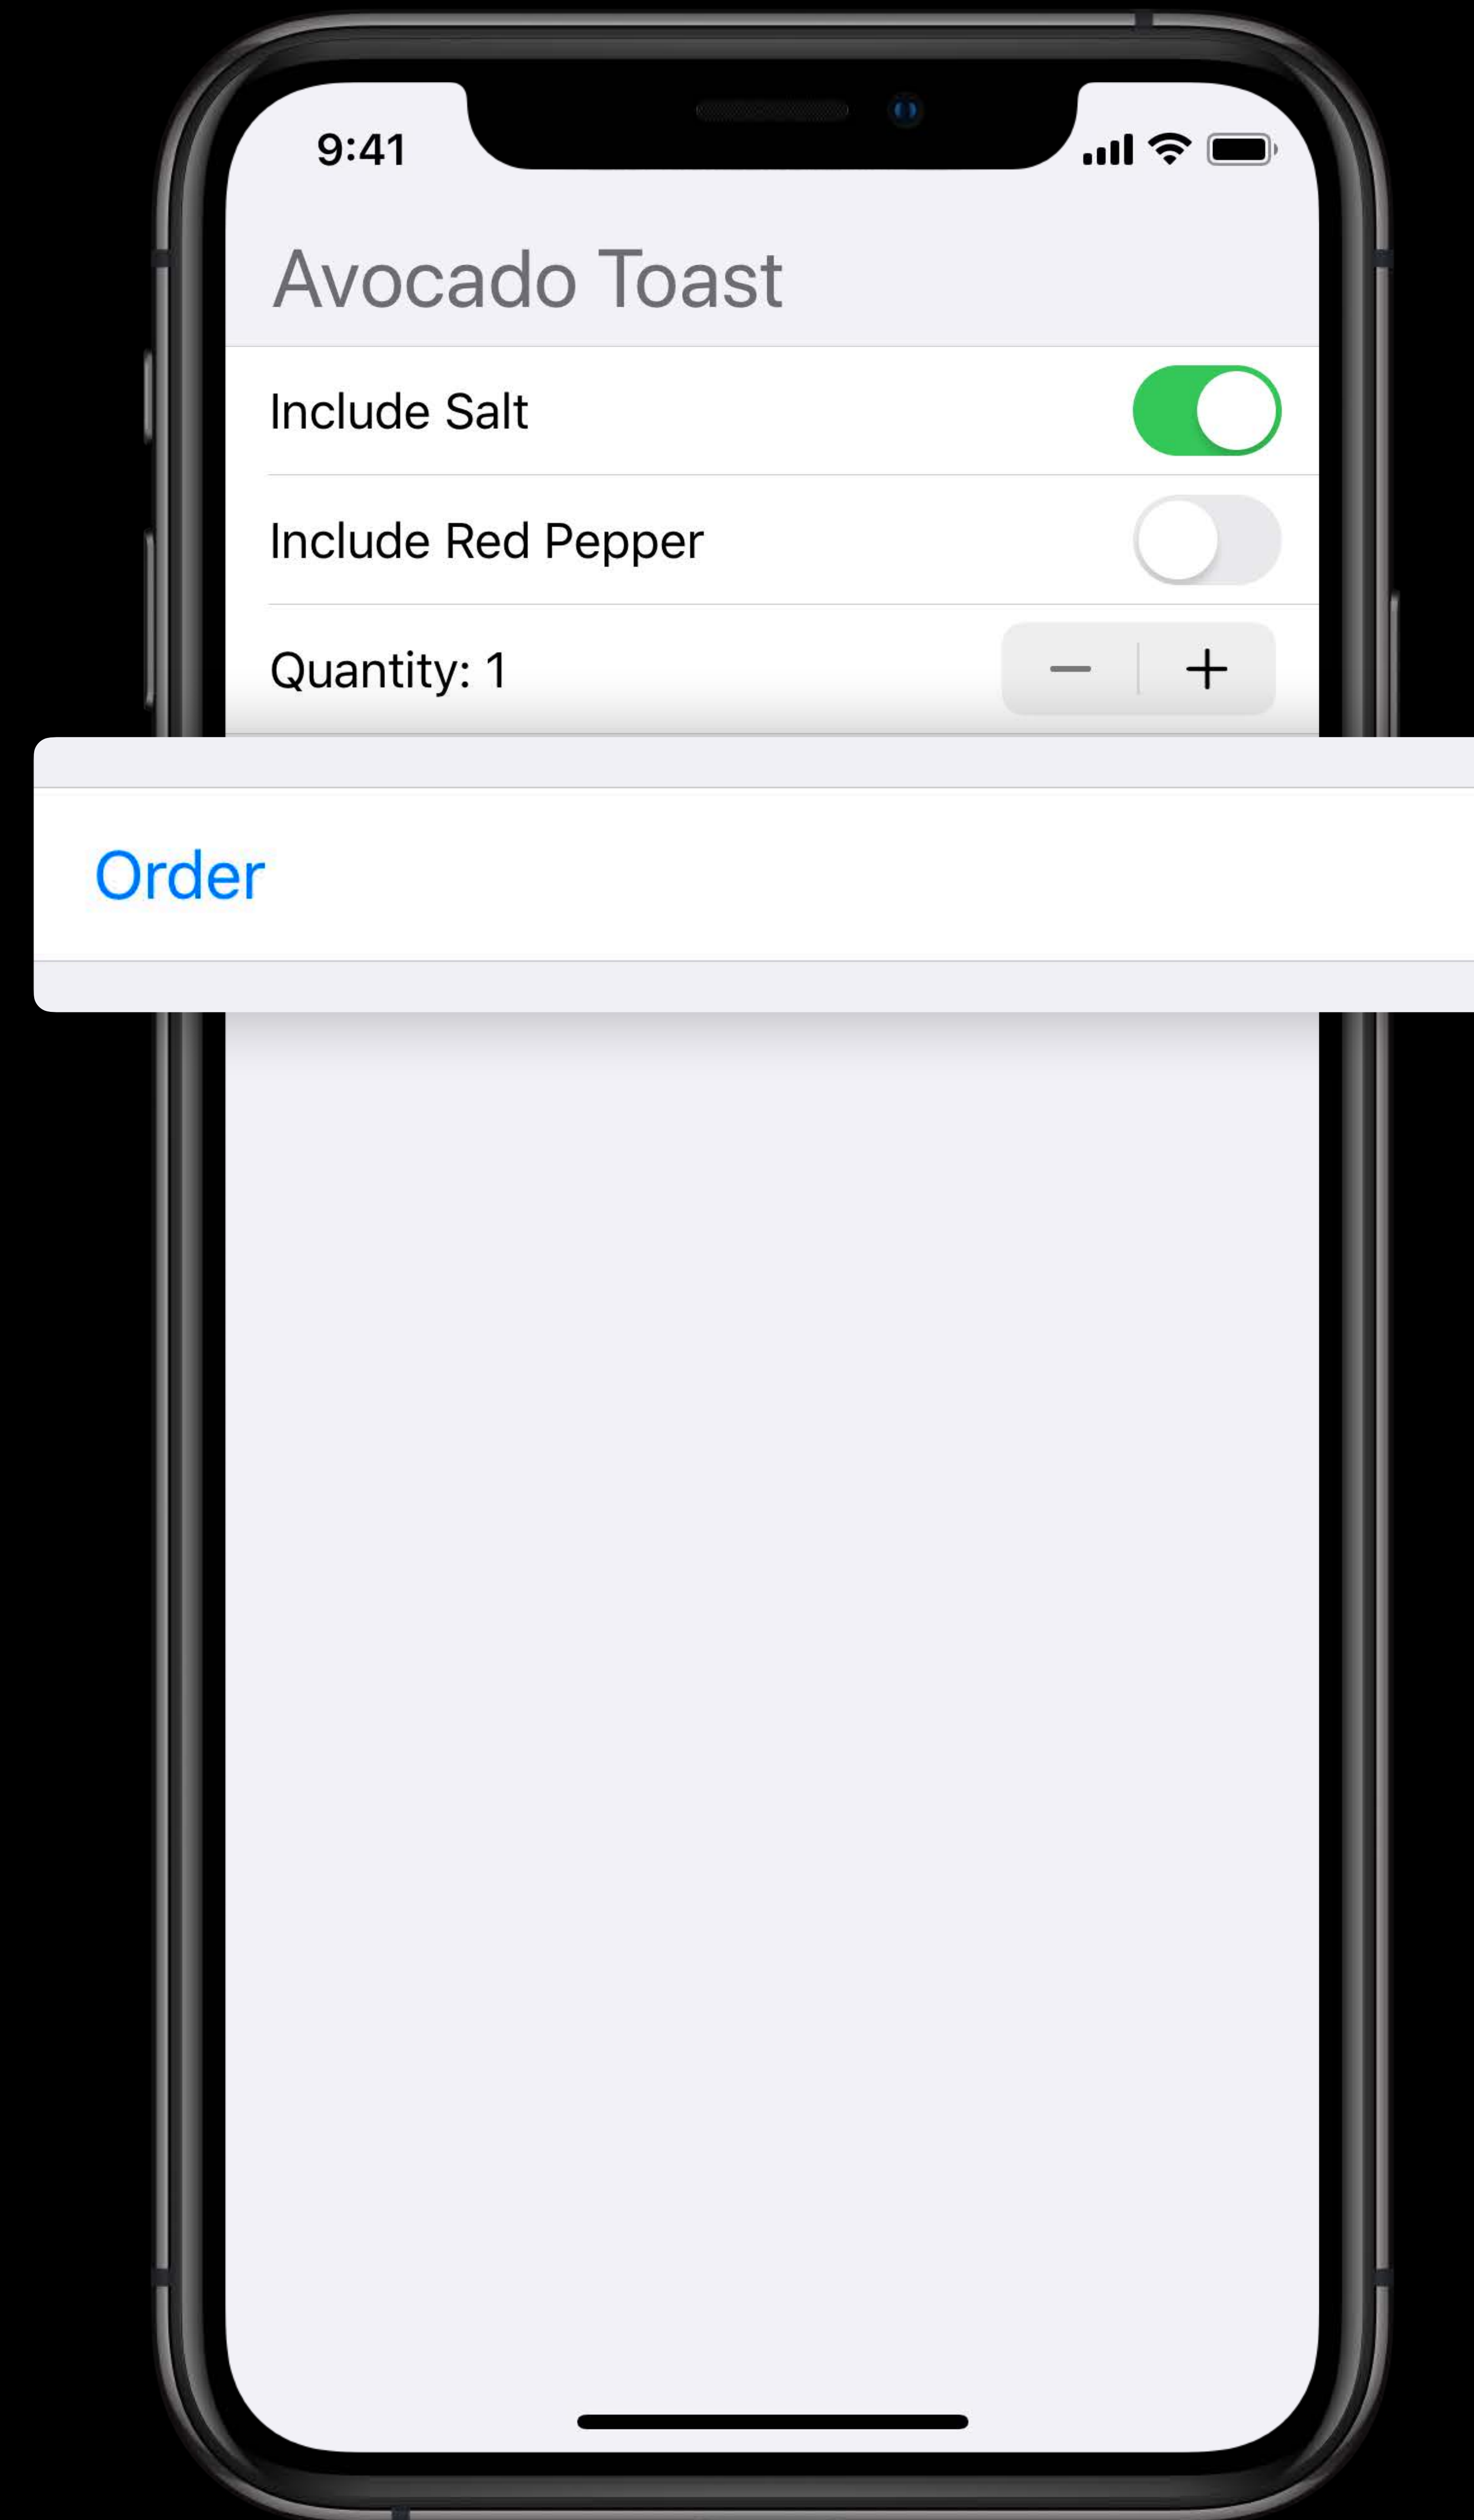 9:41
Avocado Toast
Include Salt
Include Red Pepper
Quantity: 1
Order